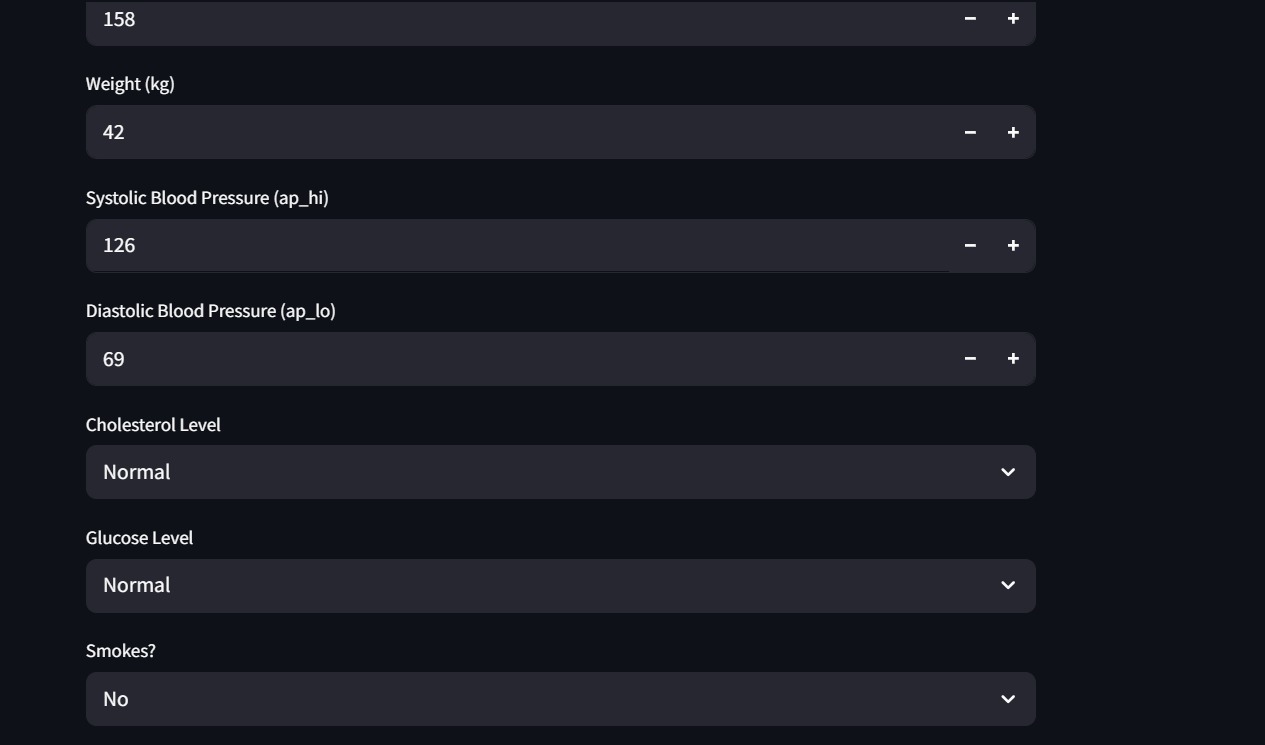 158
Weight (kg)
42
Systolic Blood Pressure (ap_hi)
126
Diastolic Blood Pressure (ap_lo)
69
Cholesterol Level
Normal
Glucose Level
Normal
Smokes?
No